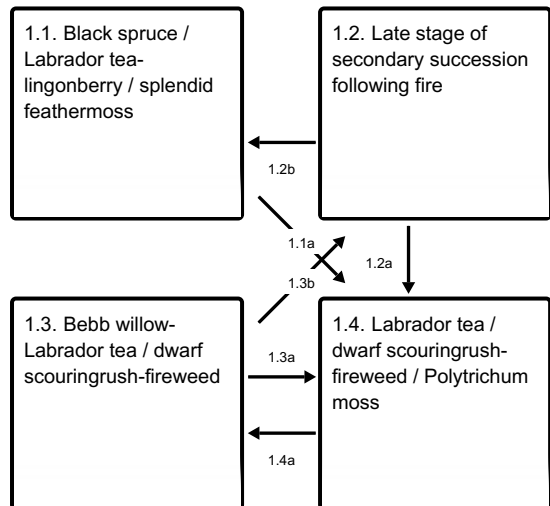 1.1. Black spruce /
Labrador tea-
lingonberry / splendid
feathermoss
1.2. Late stage of
secondary succession
following fire
1.2b
1.1a
1.2a
1.3b
1.3. Bebb willow-
Labrador tea / dwarf
scouringrush-fireweed
1.3a
1.4a
1.4. Labrador tea /
dwarf scouringrush-
fireweed / Polytrichum
moss